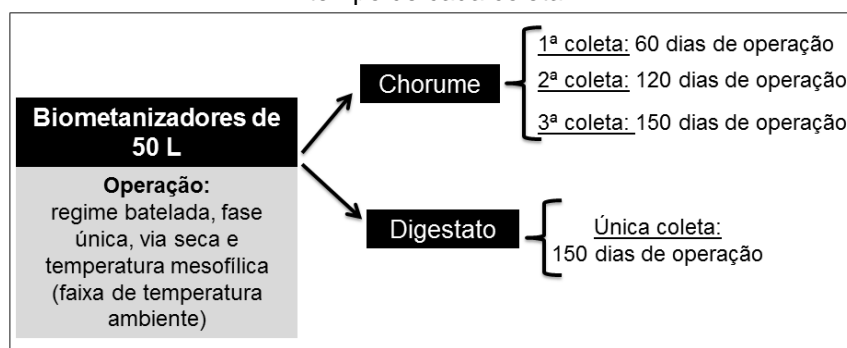 Biometanizadores de
50 L
Operação:
regime batelada, fase
única, via seca e
temperatura mesofílica
(faixa de temperatura
ambiente)
Chorume
1ª coleta: 60 dias de operação
2ª coleta: 120 dias de operação
3ª coleta: 150 dias de operação
Digestato
Única coleta:
150 dias de operação